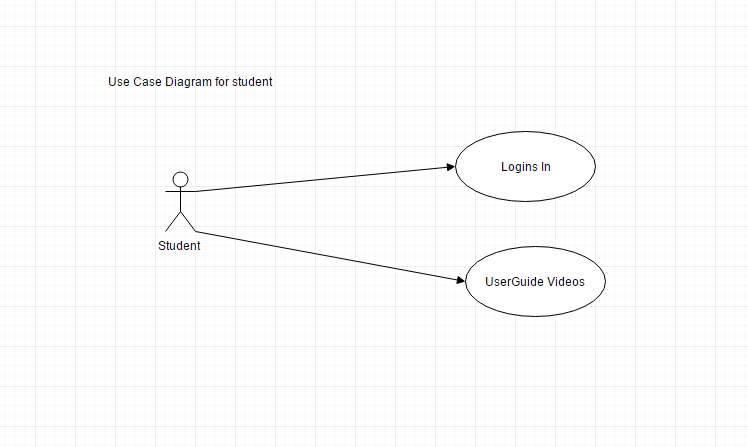 Use Case Diagram for student
Logins In
Student
UserGuide Videos